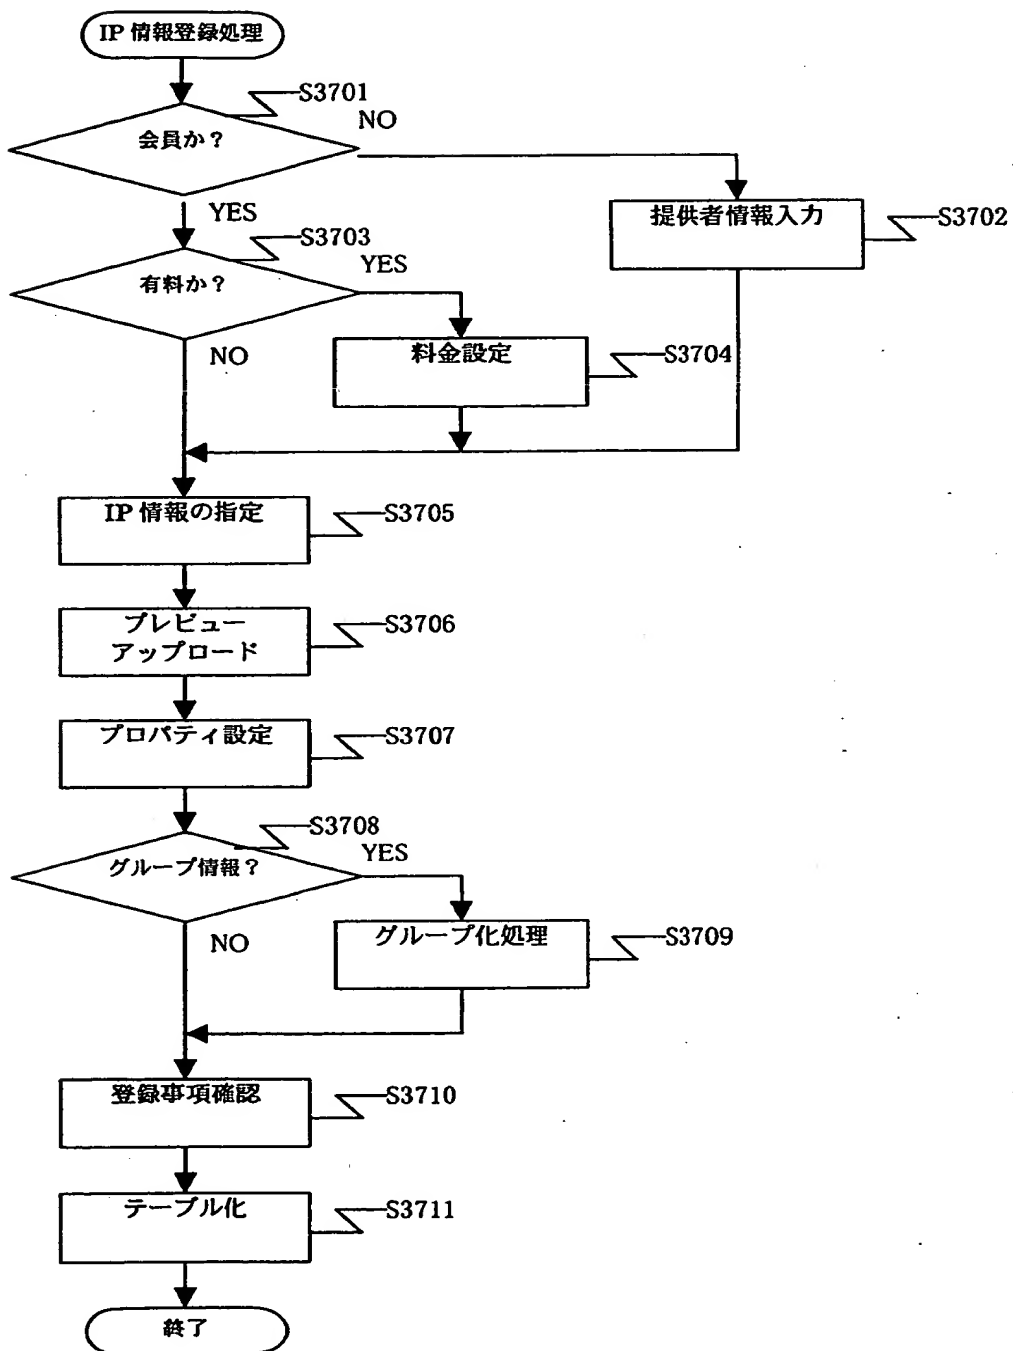 IP 情報登録処理
S3701
NO
会員か？
YES
提供者情報入力
S3702
S3703
YES
有料か？
NO
料金設定
S3704
IP 情報の指定
S3705
プレビュー
アップロード
S3706
プロパティ設定
S3707
S3708
YES
グループ情報？
NO
グループ化処理
S3709
登録事項確認
S3710
テーブル化
S3711
終了